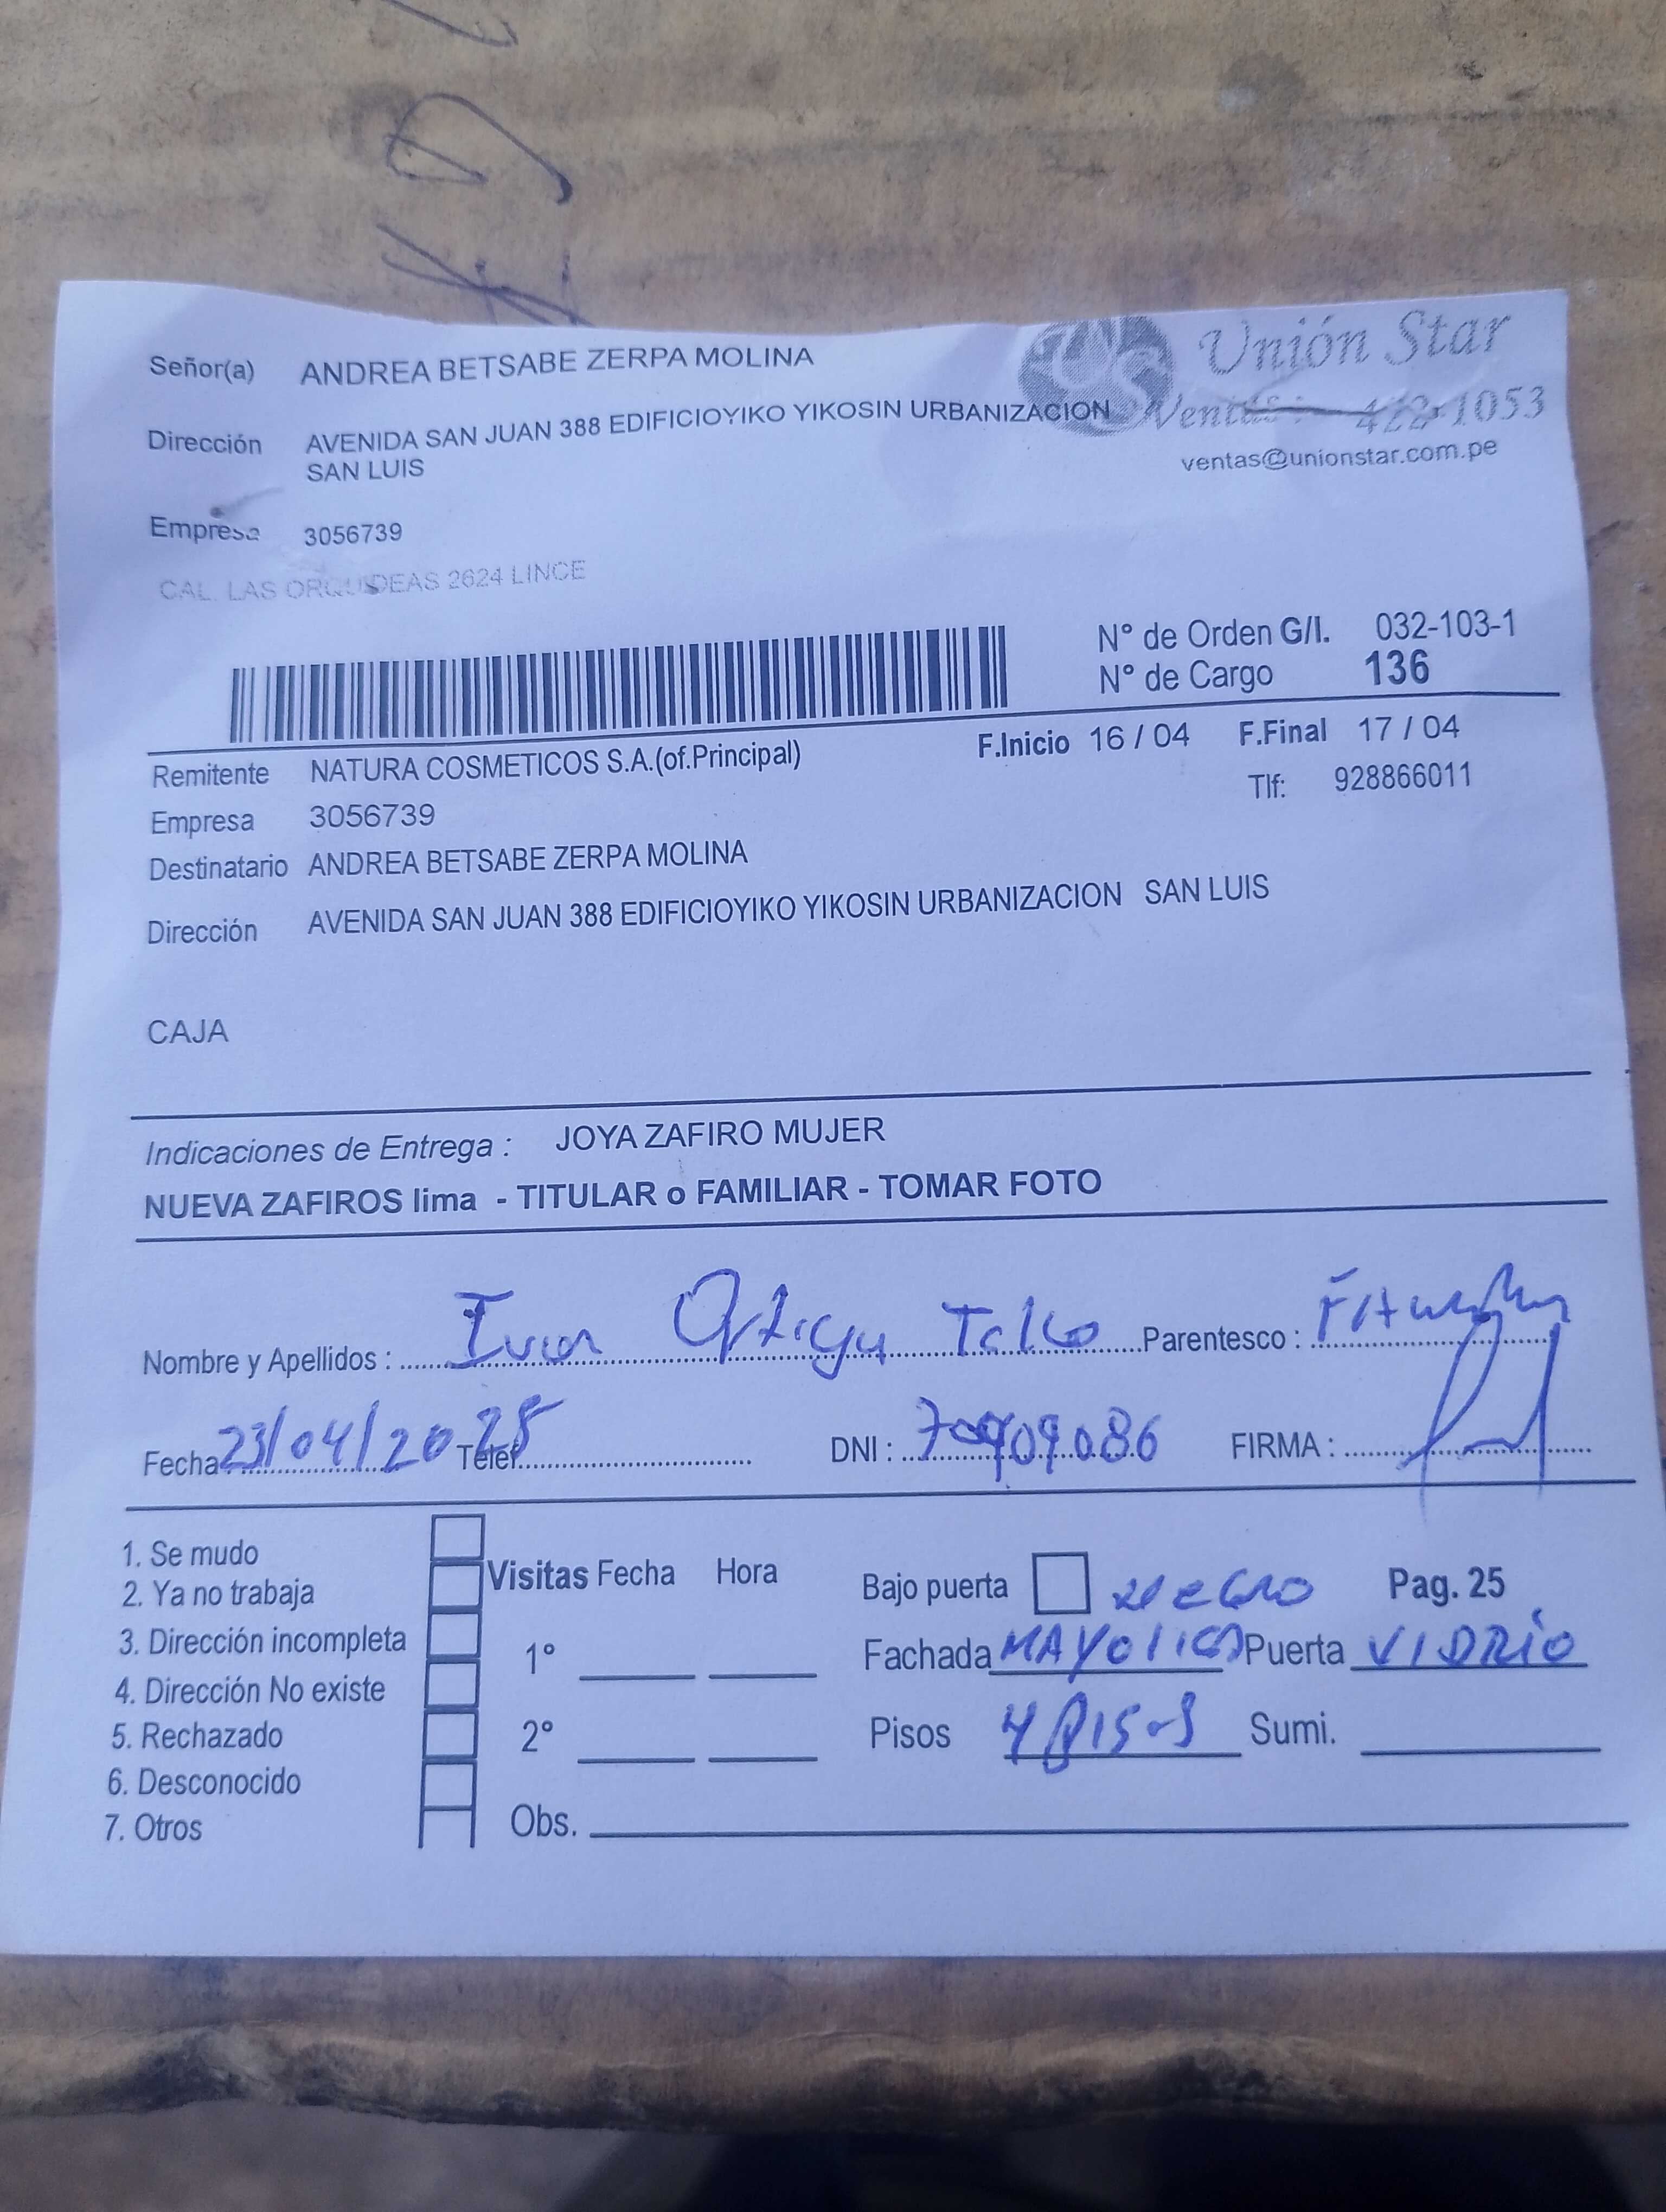 Señor(a) ANDREA BETSABE ZERPA MOLINA
Unión Star
Ventas: 422-1053
ventas@unionstar.com.pe
Dirección AVENIDA SAN JUAN 388 EDIFICIOYIKO YIKOSIN URBANIZACION
SAN LUIS
Empresa 3056739
CAL. LAS ORQUIDEAS 2624 LINCE
N° de Orden G/I. 032-103-1
N° de Cargo 136
F.Inicio 16 / 04 F.Final 17 / 04
Remitente NATURA COSMETICOS S.A.(of.Principal)
Tlf: 928866011
Empresa 3056739
Destinatario ANDREA BETSABE ZERPA MOLINA
Dirección AVENIDA SAN JUAN 388 EDIFICIOYIKO YIKOSIN URBANIZACION SAN LUIS
CAJA
Indicaciones de Entrega : JOYA ZAFIRO MUJER
NUEVA ZAFIROS lima - TITULAR o FAMILIAR - TOMAR FOTO
Nombre y Apellidos : Ivan Parentesco :
Fecha 23/04/2025 Telef. DNI : FIRMA :
1. Se mudo
2. Ya no trabaja
3. Dirección incompleta
4. Dirección No existe
5. Rechazado
6. Desconocido
7. Otros
Visitas Fecha Hora
1°
2°
Obs.
Bajo puerta Pag. 25
Fachada MAYOLICA Puerta VIDRIO
Pisos 4 PISOS Sumi.